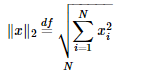 ‖x‖₂ ≝ √∑ᵢ₌₁ᴺ xᵢ²
N